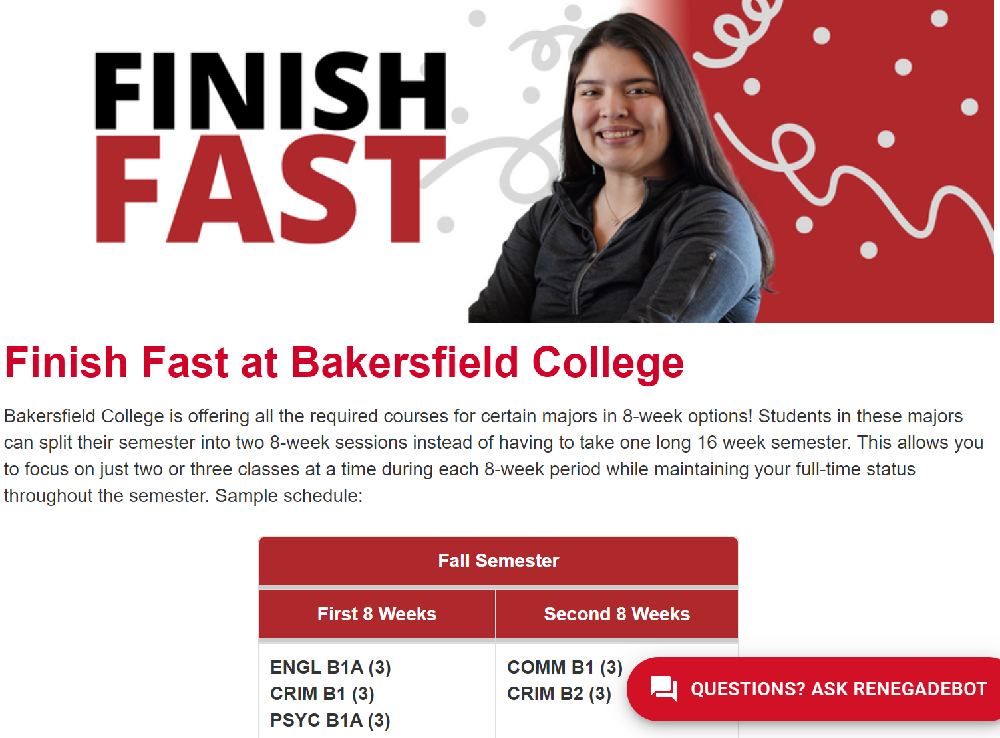 FINISH
FAST
Finish Fast at Bakersfield College
Bakersfield College is offering all the required courses for certain majors in 8-week options! Students in these majors
can split their semester into two 8-week sessions instead of having to take one long 16 week semester. This allows you
to focus on just two or three classes at a time during each 8-week period while maintaining your full-time status
throughout the semester. Sample schedule:
Fall Semester
First 8 Weeks
Second 8 Weeks
ENGL B1A (3)
CRIM B1 (3)
PSYC B1A (3)
COMM B1 (3)
CRIM B2 (3)
QUESTIONS? ASK RENEGADEBOT